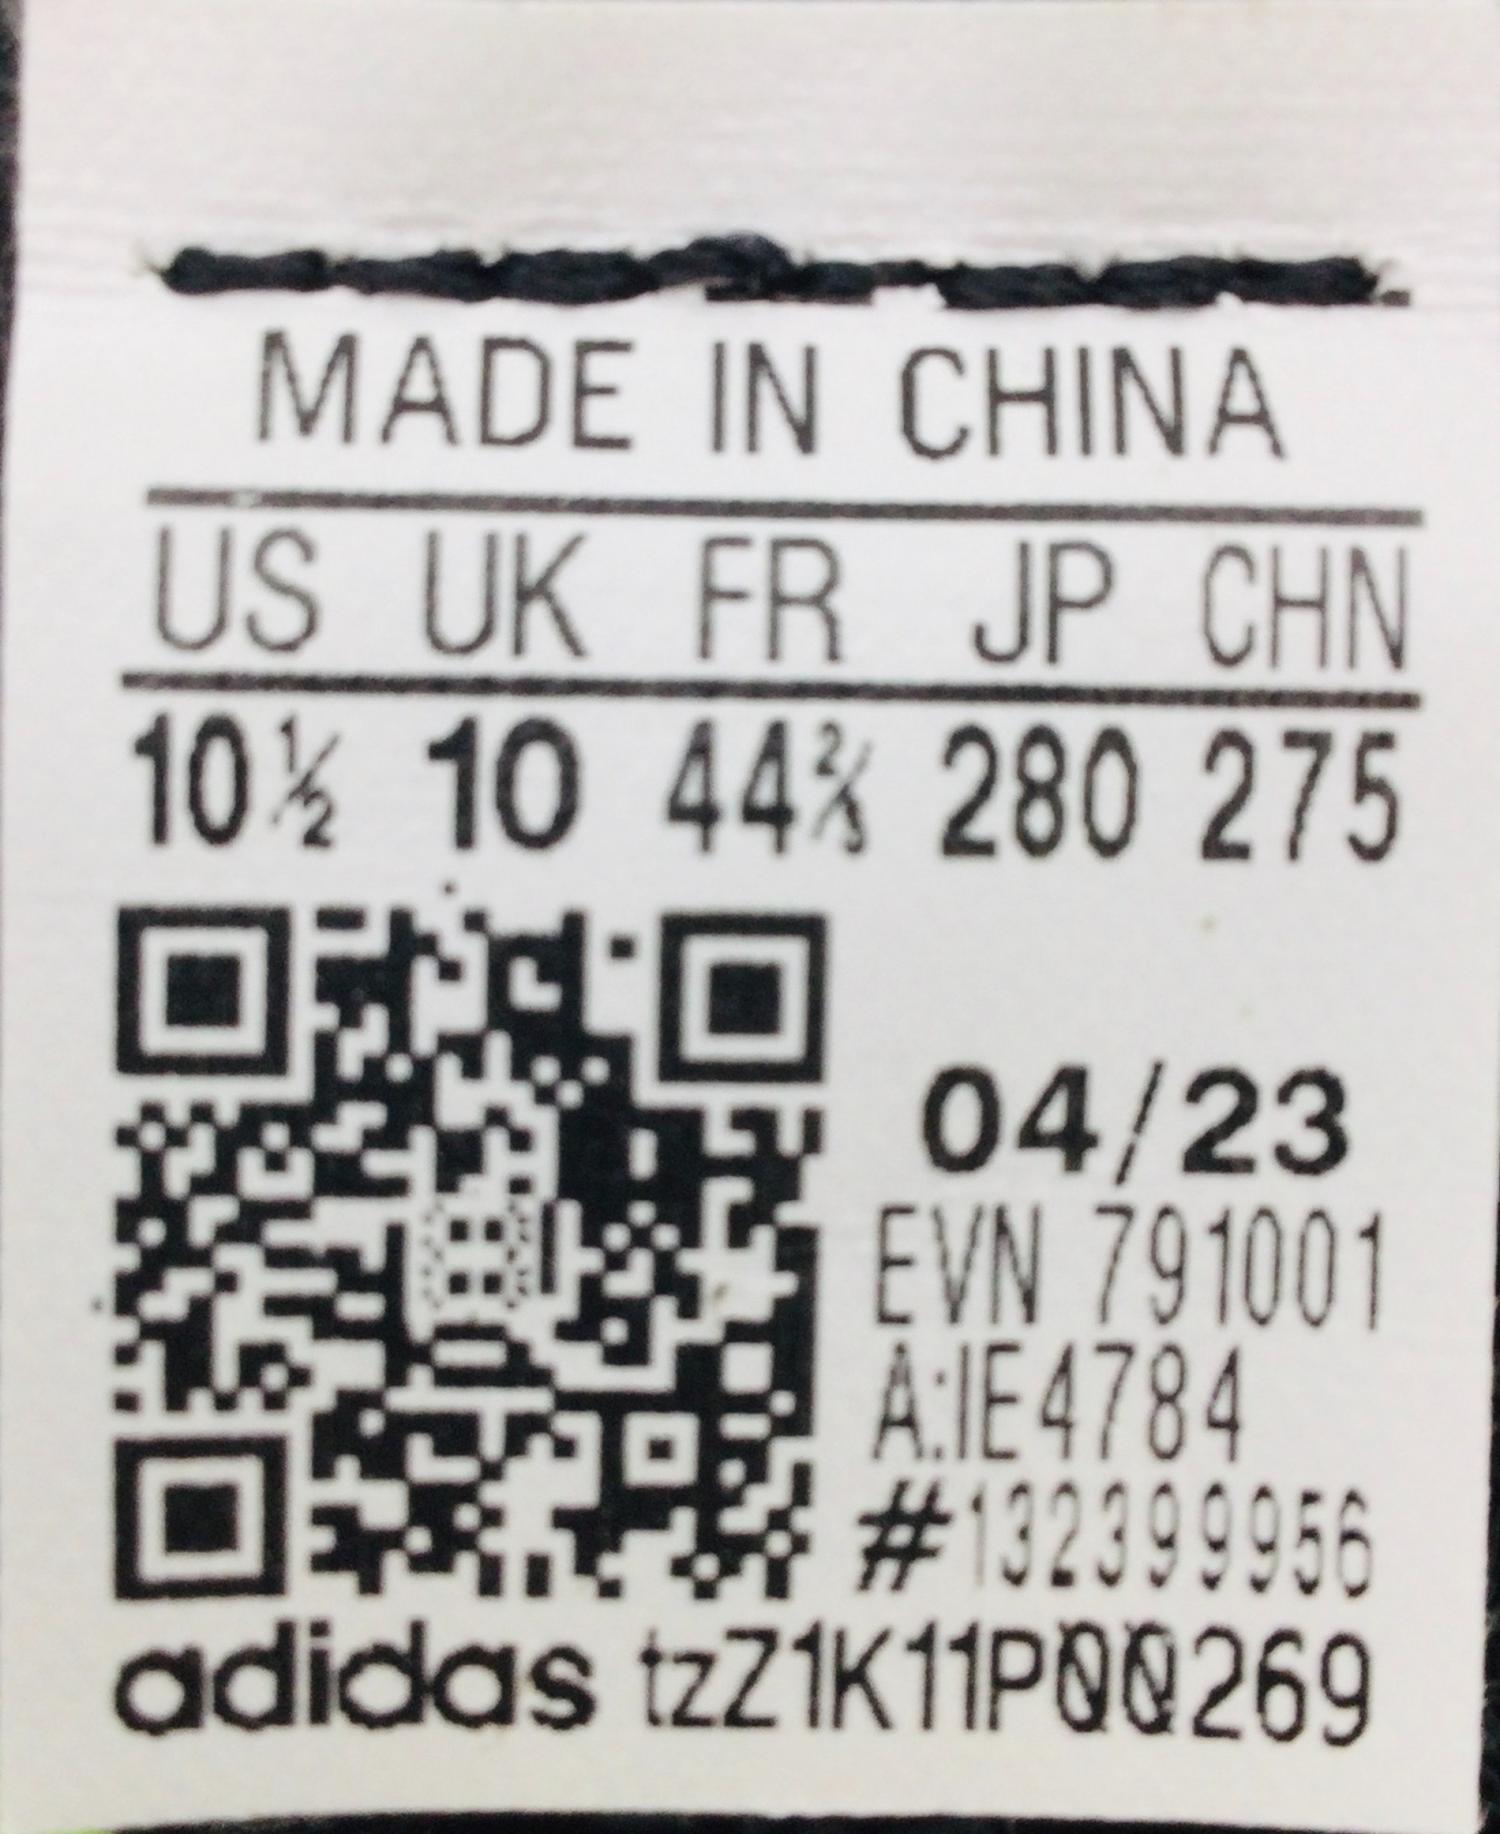 MADE IN CHINA
US UK FR JP CHN
10½ 10 44⅔ 280 275
04/23
EVN 791001
A:IE4784
#132399956
adidas tzZ1K11P00269